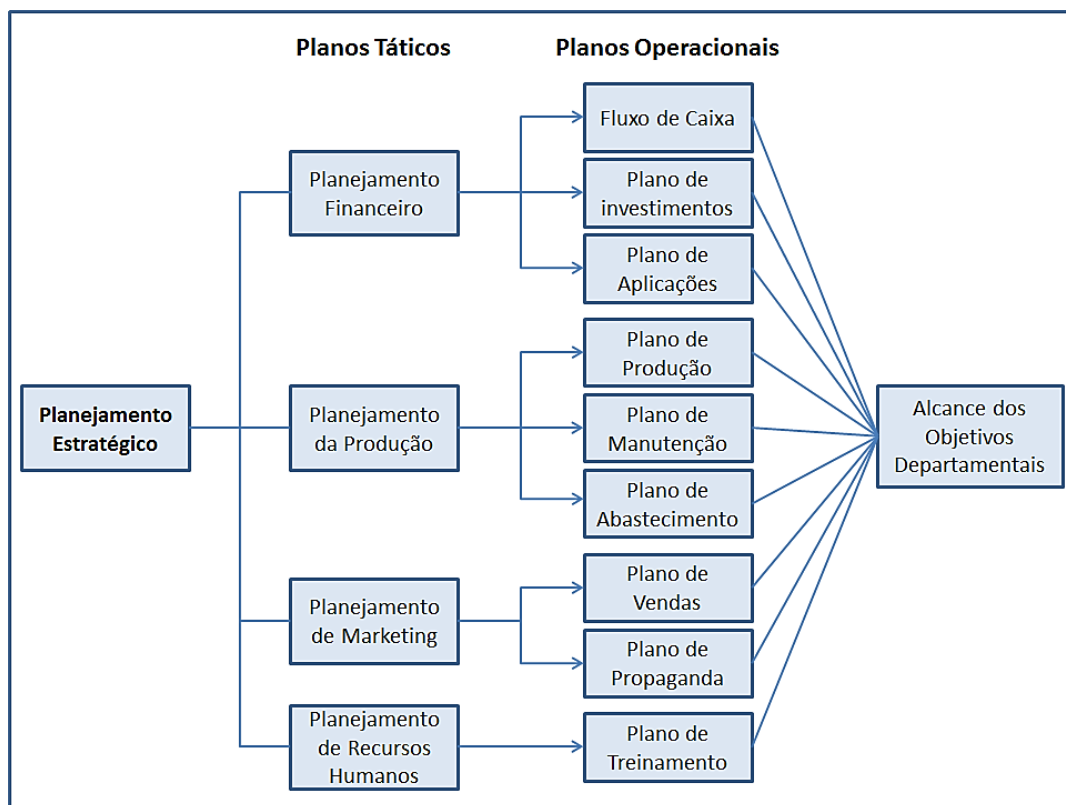 Planos Táticos
Planos Operacionais
Planejamento
Estratégico
Planejamento
Financeiro
Fluxo de Caixa
Plano de
investimentos
Plano de
Aplicações
Planejamento
da Produção
Plano de
Produção
Plano de
Manutenção
Plano de
Abastecimento
Planejamento
de Marketing
Plano de
Vendas
Plano de
Propaganda
Planejamento
de Recursos
Humanos
Plano de
Treinamento
Alcance dos
Objetivos
Departamentais